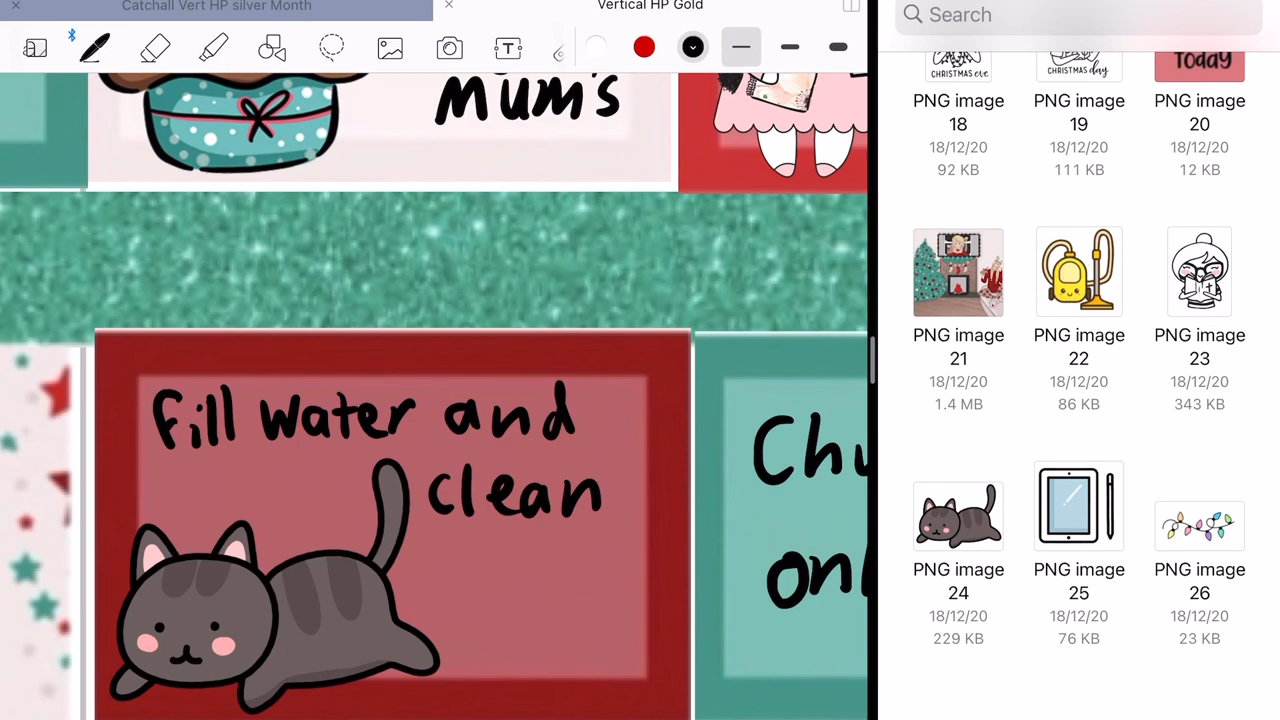 Catchall Vert HP silver Month
Vertical HP Gold
T
Search
Mum's
CHRISTMAS eve
CHRISTMAS day
Today
PNG image
18
18/12/20
92 KB
PNG image
19
18/12/20
111 KB
PNG image
20
18/12/20
12 KB
PNG image
21
18/12/20
1.4 MB
PNG image
22
18/12/20
86 KB
PNG image
23
18/12/20
343 KB
Fill water and
clean
PNG image
24
18/12/20
229 KB
PNG image
25
18/12/20
76 KB
PNG image
26
18/12/20
23 KB